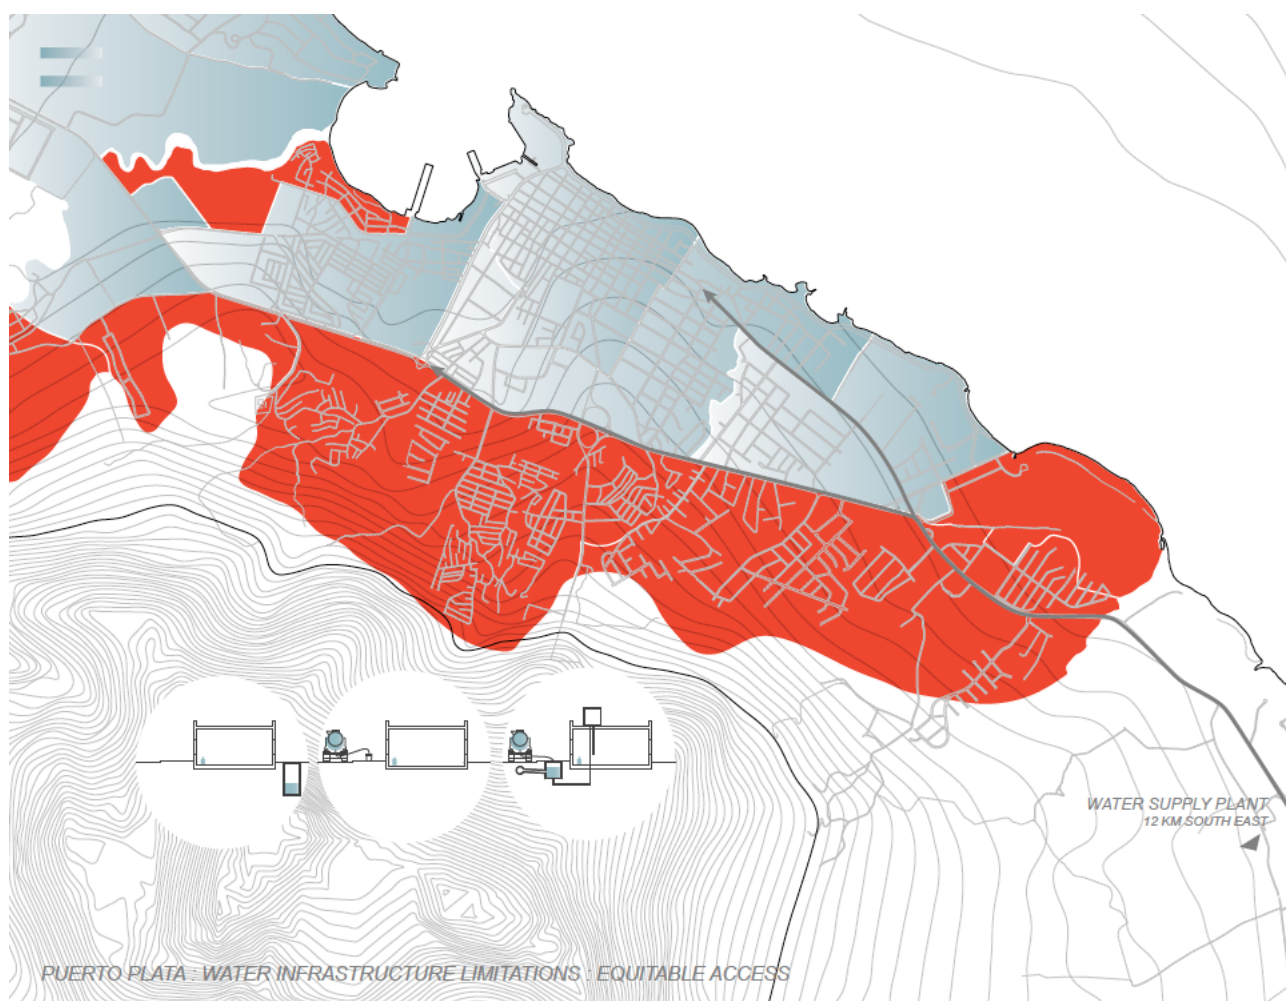 WATER SUPPLY PLANT
12 KM SOUTH EAST
PUERTO PLATA : WATER INFRASTRUCTURE LIMITATIONS : EQUITABLE ACCESS